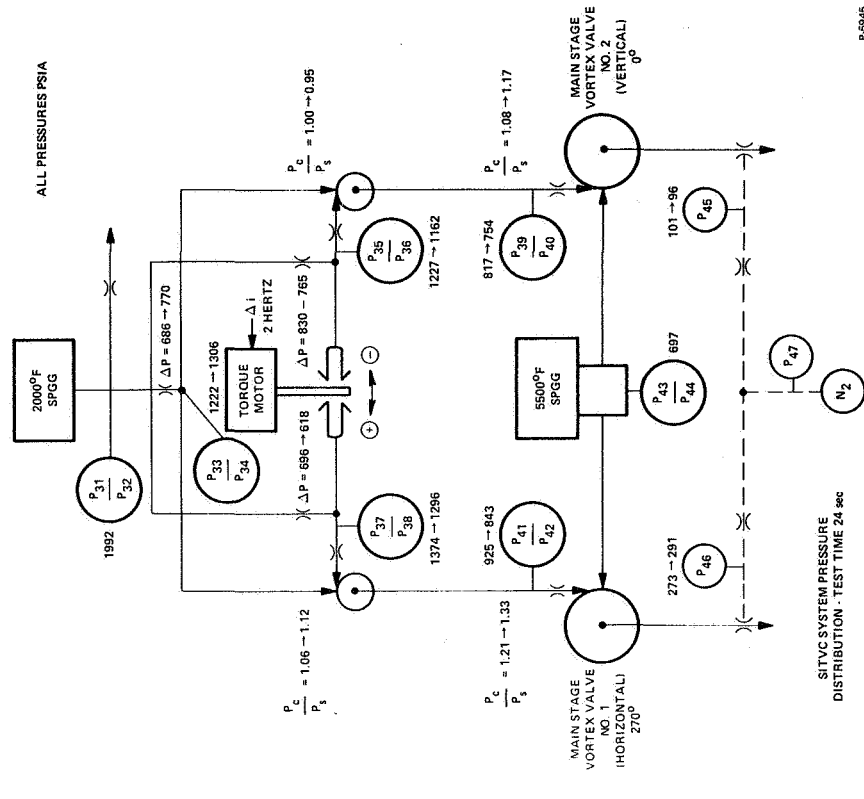 ALL PRESSURES PSIA
2000°F
SPGG
P31
P32
1992
ΔP = 686 → 770
P33
P34
1222 → 1306
TORQUE
MOTOR
Δ i
2 HERTZ
ΔP = 696 → 618
ΔP = 830 – 765
+
−
Pc
Ps
= 1.06 → 1.12
Pc
Ps
= 1.00 → 0.95
P37
P38
1374 → 1296
P35
P36
1227 → 1162
Pc
Ps
= 1.21 → 1.33
925 → 843
P41
P42
817 → 754
P39
P40
Pc
Ps
= 1.08 → 1.17
5500°F
SPGG
P43
P44
697
MAIN STAGE
VORTEX VALVE
NO. 1
(HORIZONTAL)
270°
MAIN STAGE
VORTEX VALVE
NO. 2
(VERTICAL)
0°
273 → 291
P46
101 → 96
P45
P47
N2
SITVC SYSTEM PRESSURE
DISTRIBUTION - TEST TIME 24 sec
P-6946